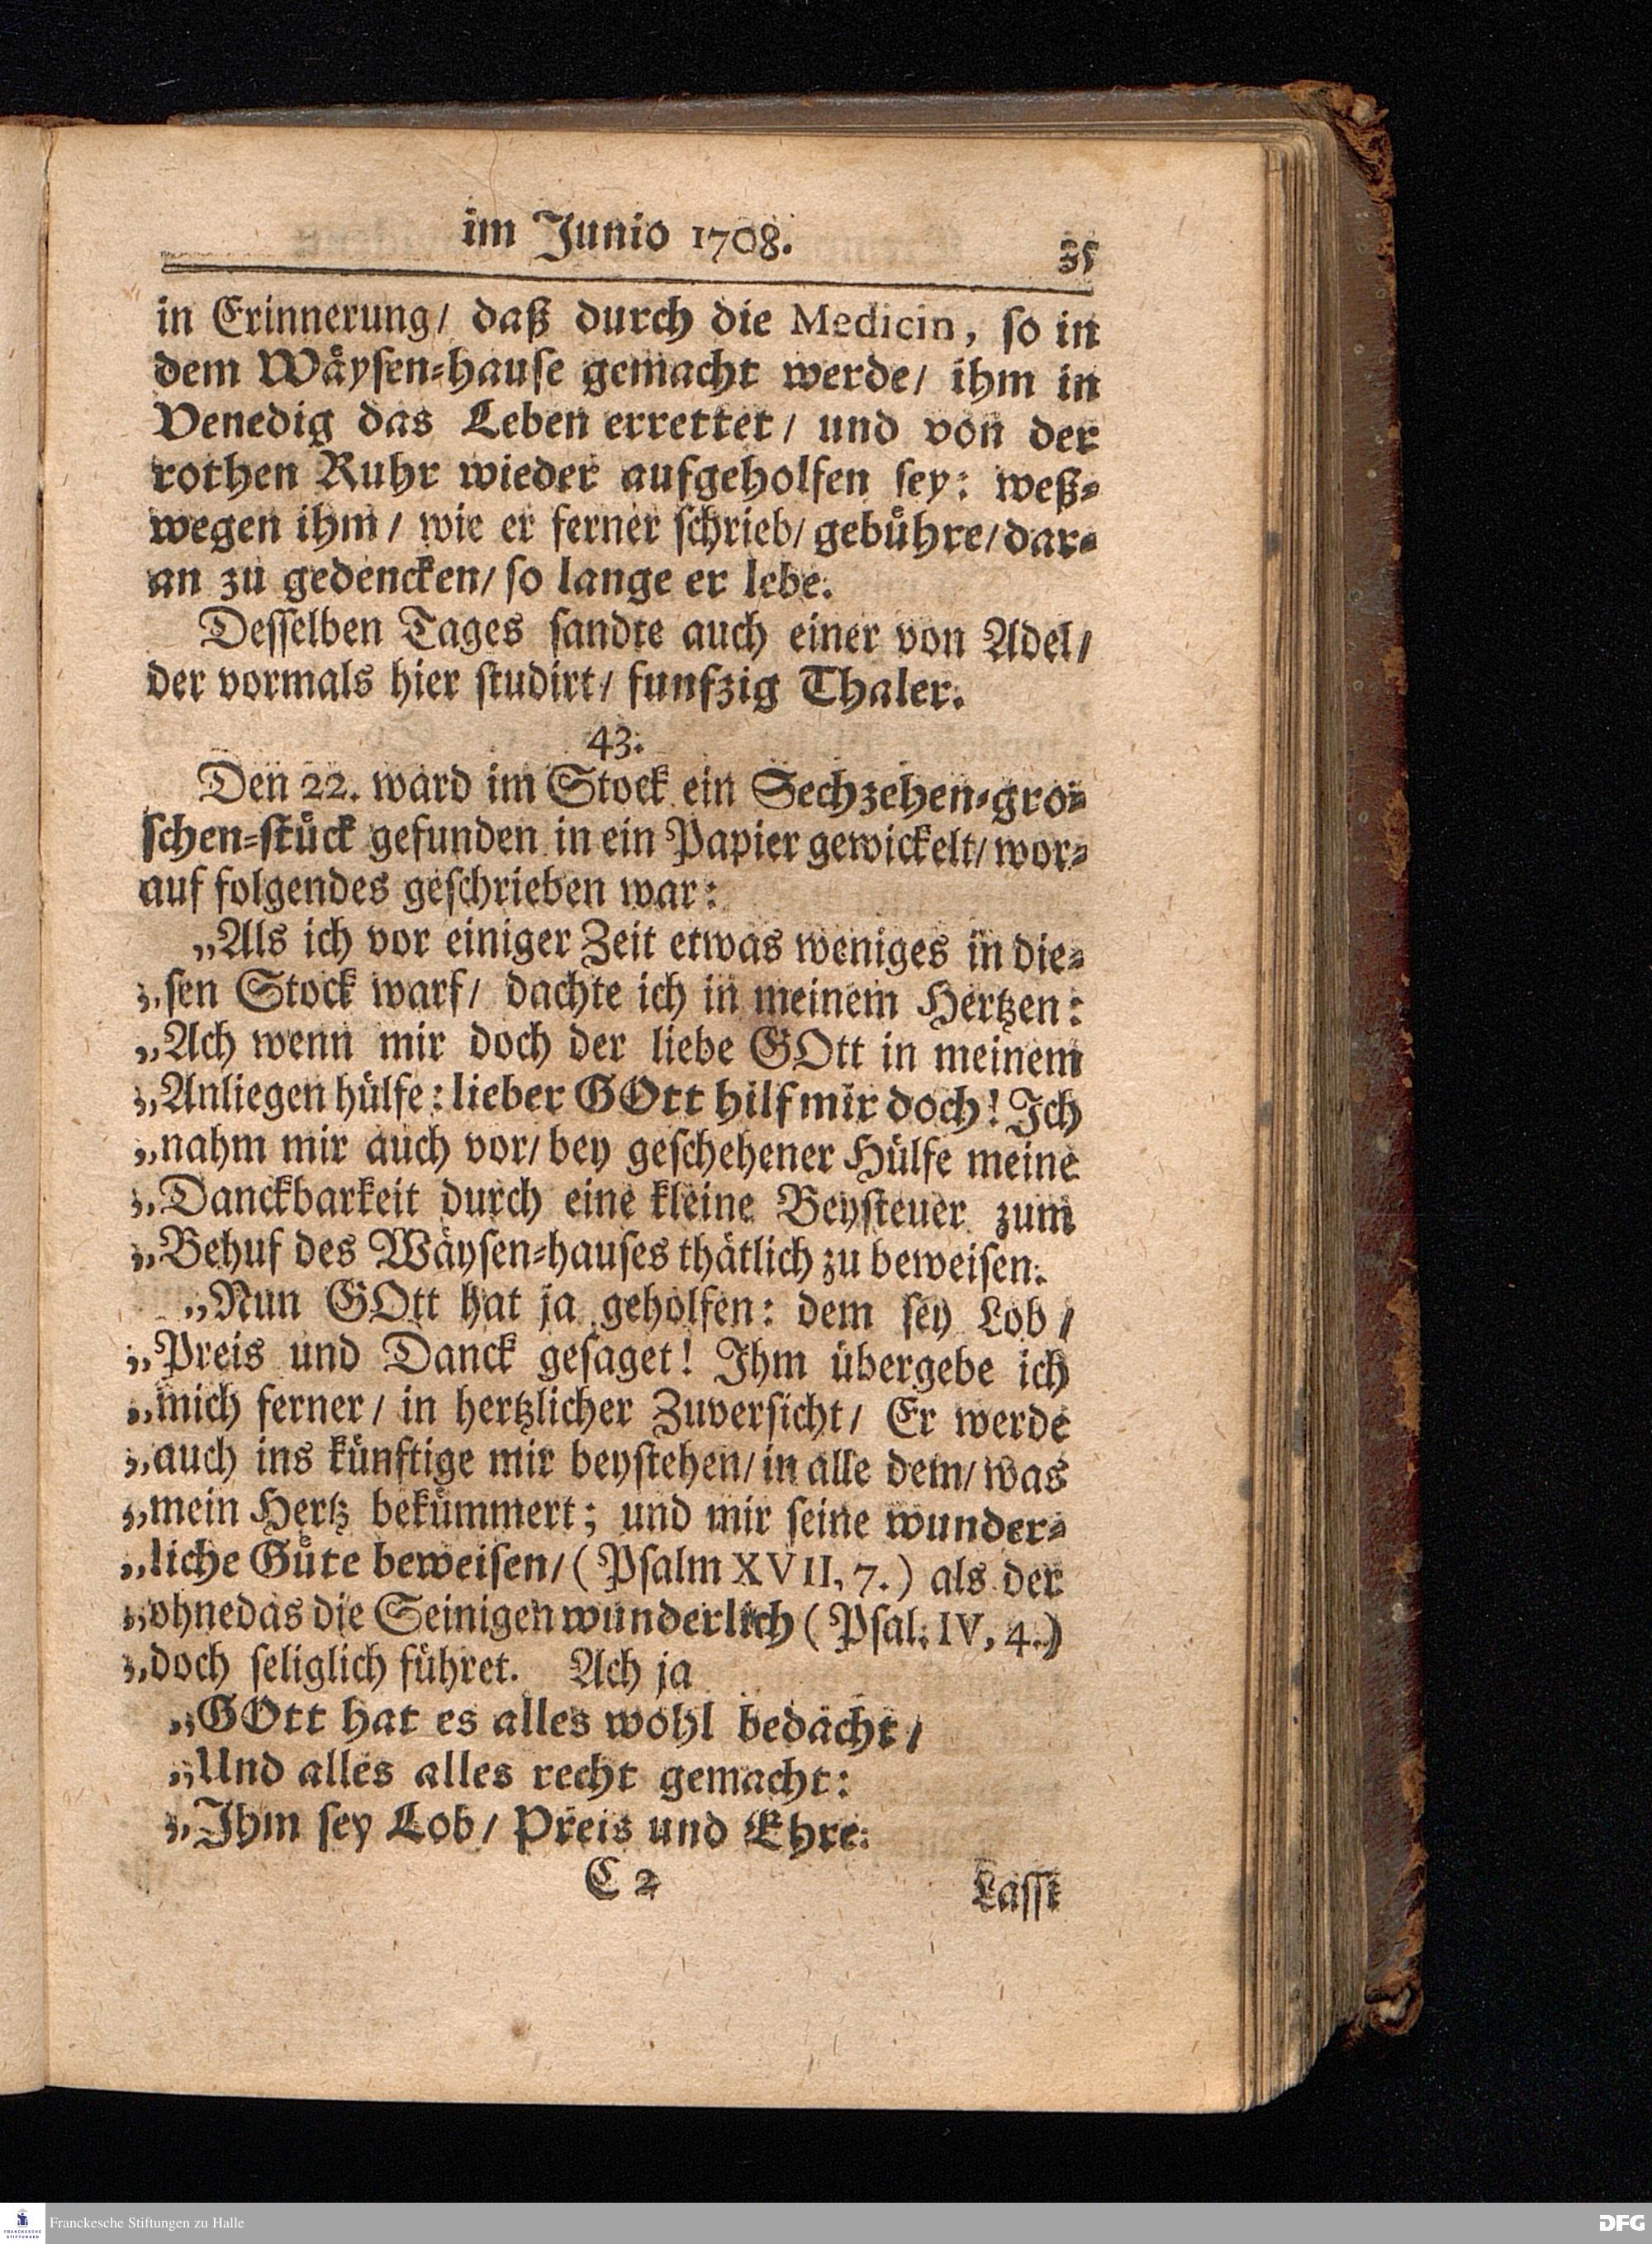 im Junio 1708.
35
in Erinnerung/ daß durch die Medicin, so in
dem Wäysen-hause gemacht werde/ ihm in
Venedig das Leben errettet/ und von der
rothen Ruhr wieder aufgeholfen sey: weß-
wegen ihm/ wie er ferner schrieb/ gebühre/ dar-
an zu gedencken/ so lange er lebe.
Desselben Tages sandte auch einer von Adel/
der vormals hier studirt/ funfzig Thaler.
43.
Den 22. ward im Stock ein Sechzehen-gro-
schen-stück gefunden in ein Papier gewickelt/ wor-
auf folgendes geschrieben war:
„Als ich vor einiger Zeit etwas weniges in die-
„sen Stock warf/ dachte ich in meinem Hertzen:
„Ach wenn mir doch der liebe GOtt in meinem
„Anliegen hülfe: lieber GOtt hilf mir doch! Ich
„nahm mir auch vor/ bey geschehener Hülfe meine
„Danckbarkeit durch eine kleine Beysteuer zum
„Behuf des Wäysen-hauses thätlich zu beweisen.
„Nun GOtt hat ja geholfen: dem sey Lob/
„Preis und Danck gesaget! Ihm übergebe ich
„mich ferner/ in hertzlicher Zuversicht/ Er werde
„auch ins künftige mir beystehen/ in alle dem/ was
„mein Hertz bekümmert; und mir seine wunder-
„liche Güte beweisen/ (Psalm XVII, 7.) als der
„ohnedas die Seinigen wunderlich (Psal. IV, 4.)
„doch seliglich führet. Ach ja
„GOtt hat es alles wohl bedacht/
„Und alles alles recht gemacht:
„Ihm sey Lob/ Preis und Ehre.
C 2
Lasst
Franckesche Stiftungen zu Halle
FRANCKESCHE
STIFTUNGEN
DFG